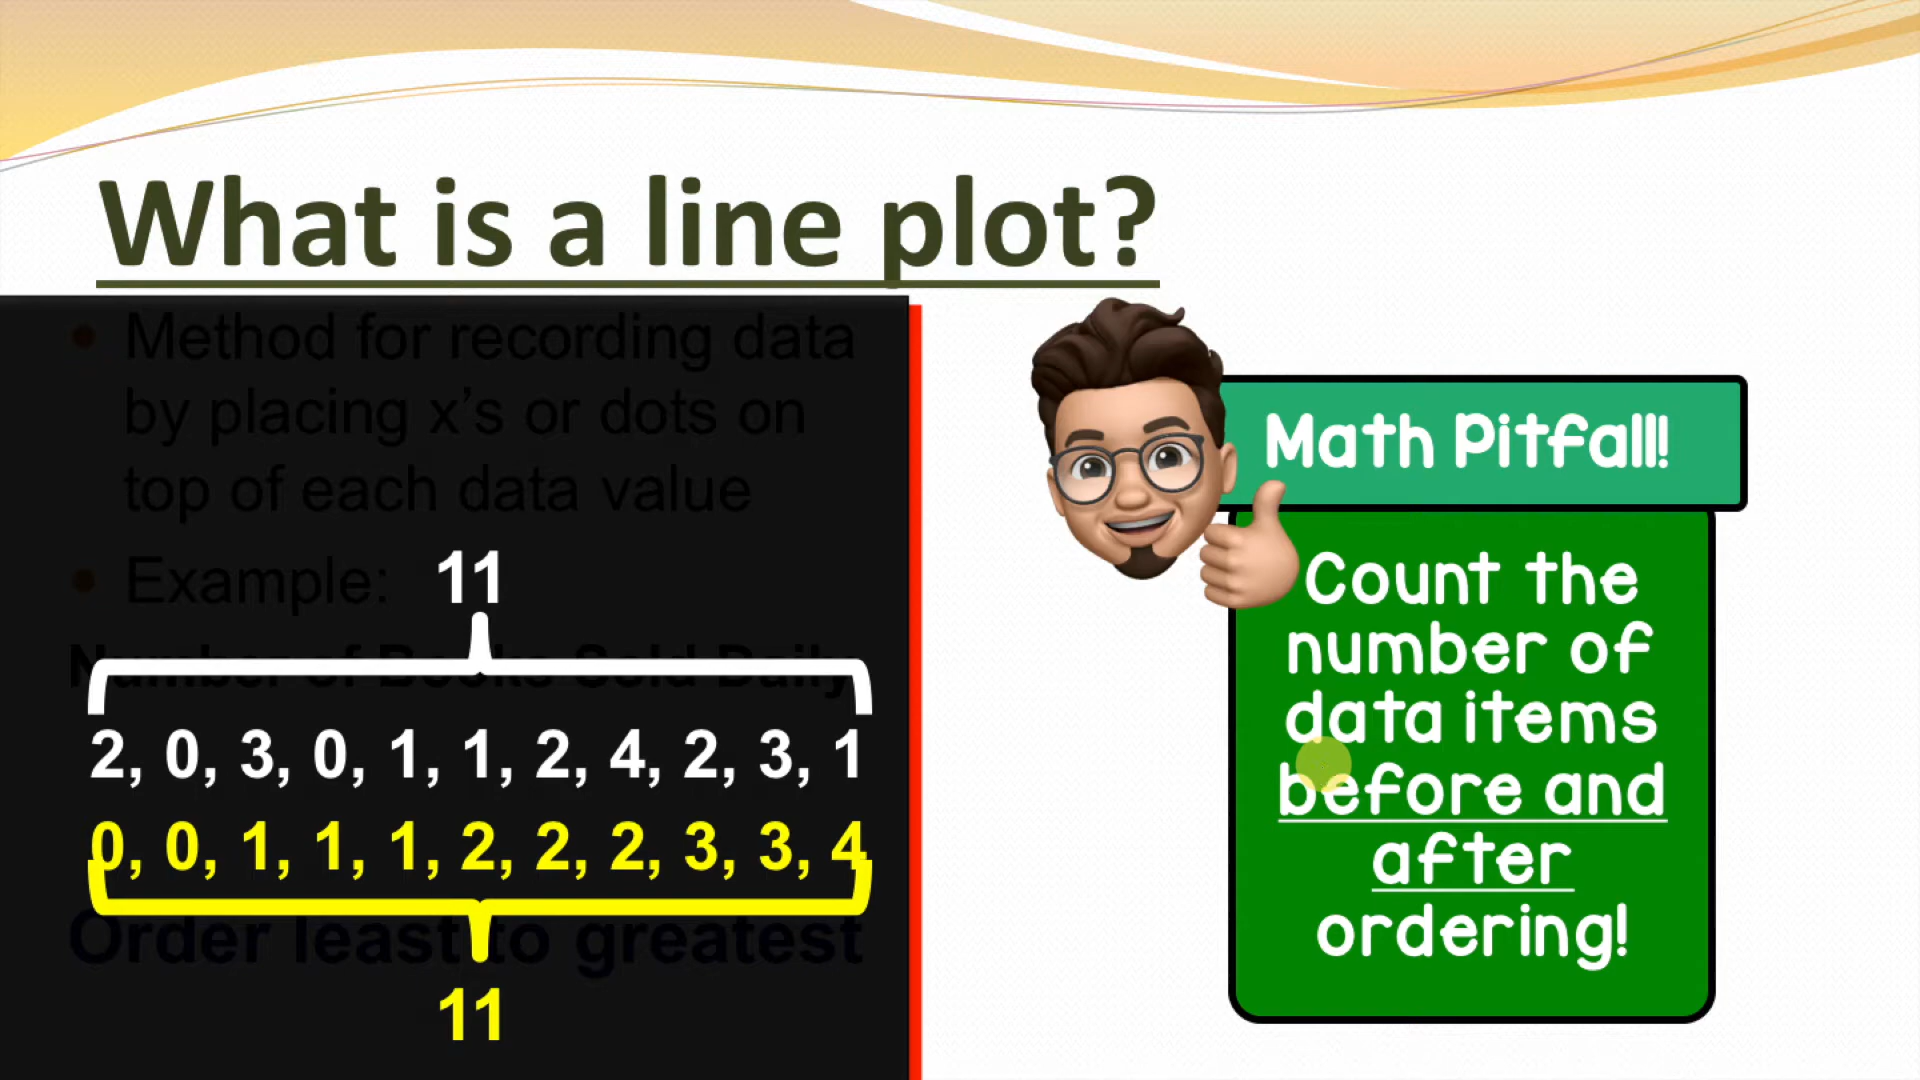 What is a line plot?
Method for recording data
by placing x's or dots on
top of each data value
Example:
11
Number of Books Sold Daily
2, 0, 3, 0, 1, 1, 2, 4, 2, 3, 1
0, 0, 1, 1, 1, 2, 2, 2, 3, 3, 4
Order least to greatest
11
Math Pitfall!
Count the
number of
data items
before and
after
ordering!